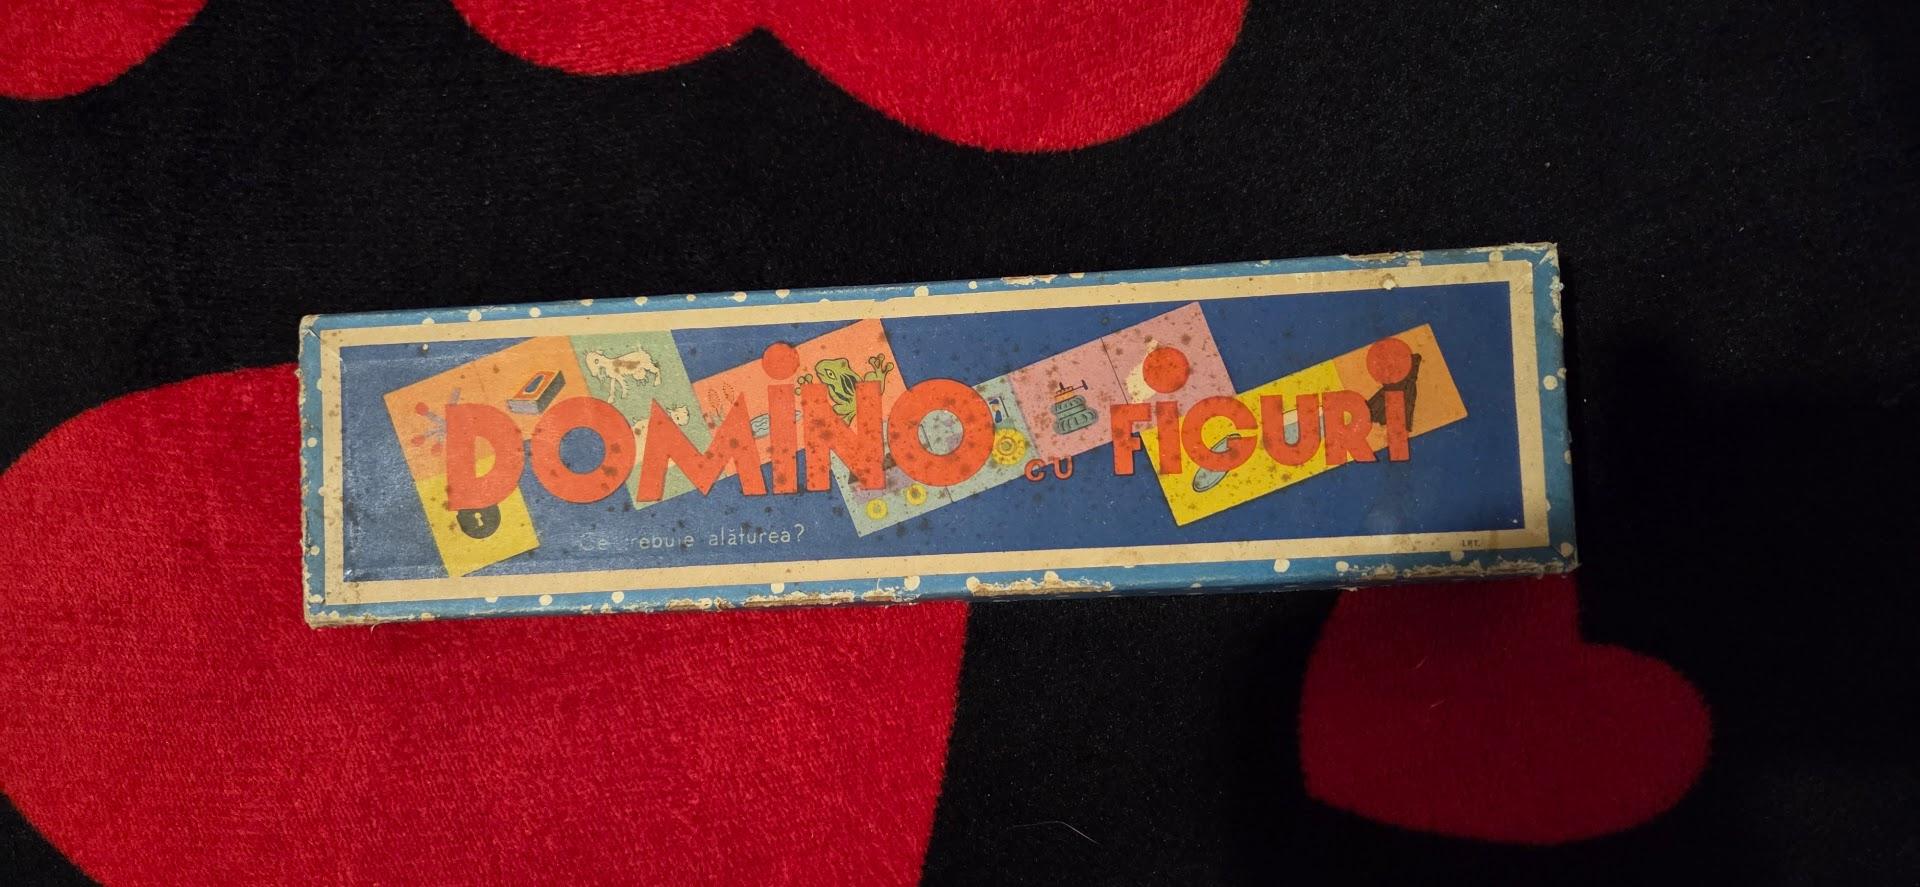 DOMINO CU FIGURI
Ce trebuie alăturea?